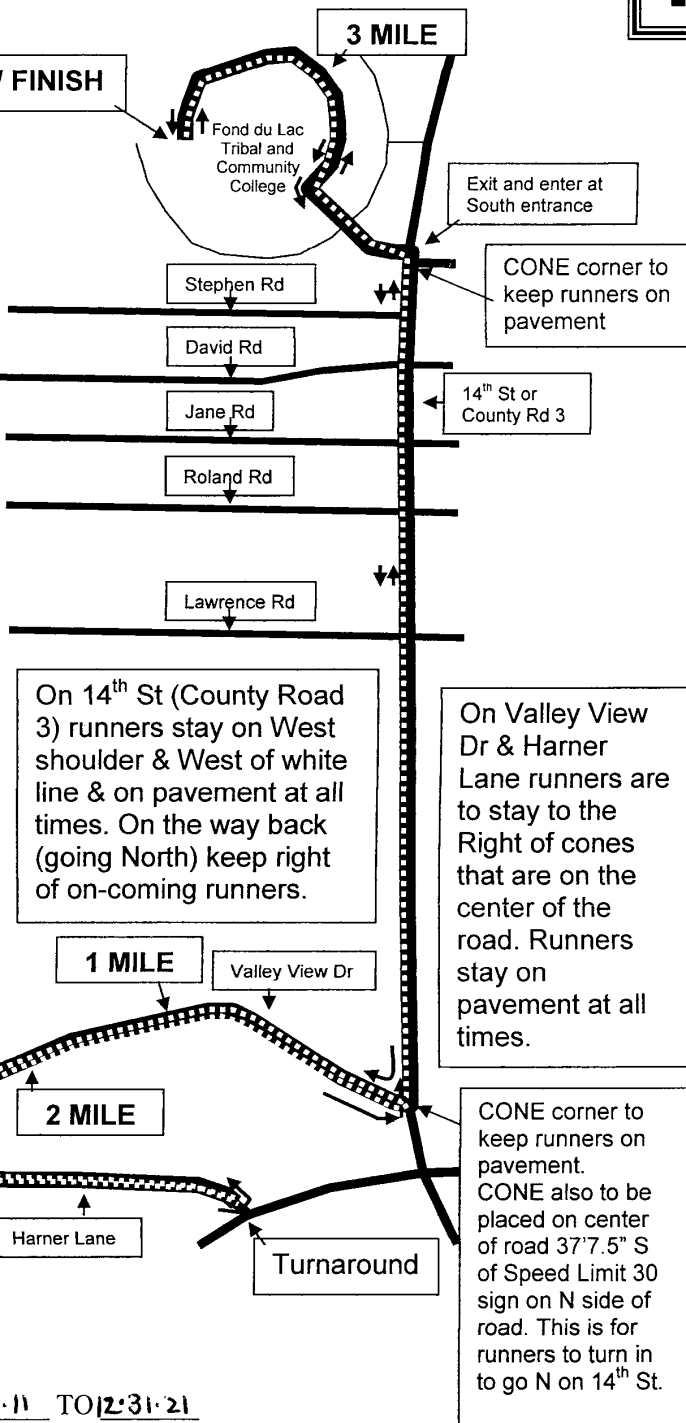 3 MILE
/ FINISH
Fond du Lac
Tribal and
Community
College
Exit and enter at
South entrance
Stephen Rd
CONE corner to
keep runners on
pavement
David Rd
14th St or
County Rd 3
Jane Rd
Roland Rd
Lawrence Rd
On 14th St (County Road
3) runners stay on West
shoulder & West of white
line & on pavement at all
times. On the way back
(going North) keep right
of on-coming runners.
On Valley View
Dr & Harner
Lane runners are
to stay to the
Right of cones
that are on the
center of the
road. Runners
stay on
pavement at all
times.
1 MILE
Valley View Dr
2 MILE
CONE corner to
keep runners on
pavement.
CONE also to be
placed on center
of road 37'7.5" S
of Speed Limit 30
sign on N side of
road. This is for
runners to turn in
to go N on 14th St.
Harner Lane
Turnaround
·11 TO 12·31·21